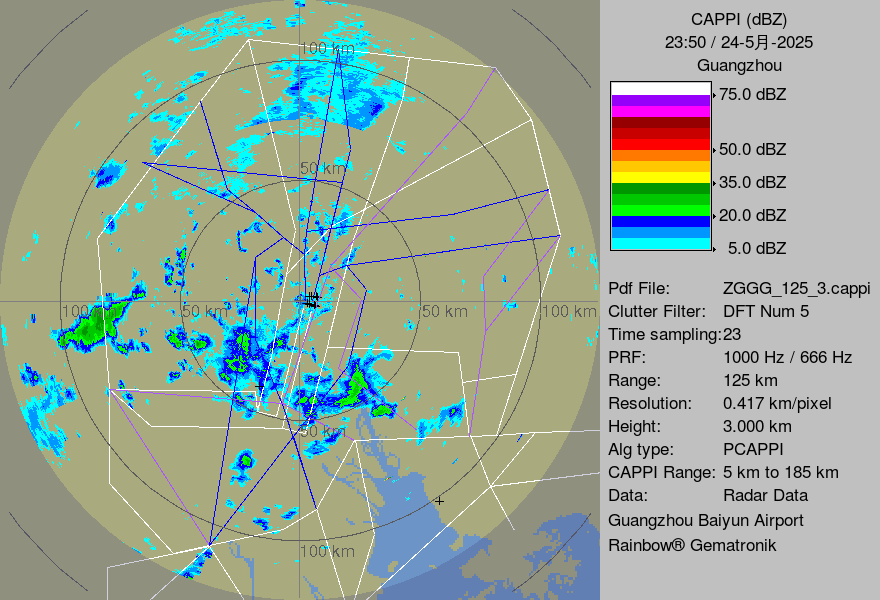 CAPPI (dBZ)
23:50 / 24-5月-2025
Guangzhou
75.0 dBZ
50.0 dBZ
35.0 dBZ
20.0 dBZ
5.0 dBZ
Pdf File: ZGGG_125_3.cappi
Clutter Filter: DFT Num 5
Time sampling:23
PRF: 1000 Hz / 666 Hz
Range: 125 km
Resolution: 0.417 km/pixel
Height: 3.000 km
Alg type: PCAPPI
CAPPI Range: 5 km to 185 km
Data: Radar Data
Guangzhou Baiyun Airport
Rainbow® Gematronik
100 km
50 km
100 km
50 km
50 km
100 km
50 km
100 km